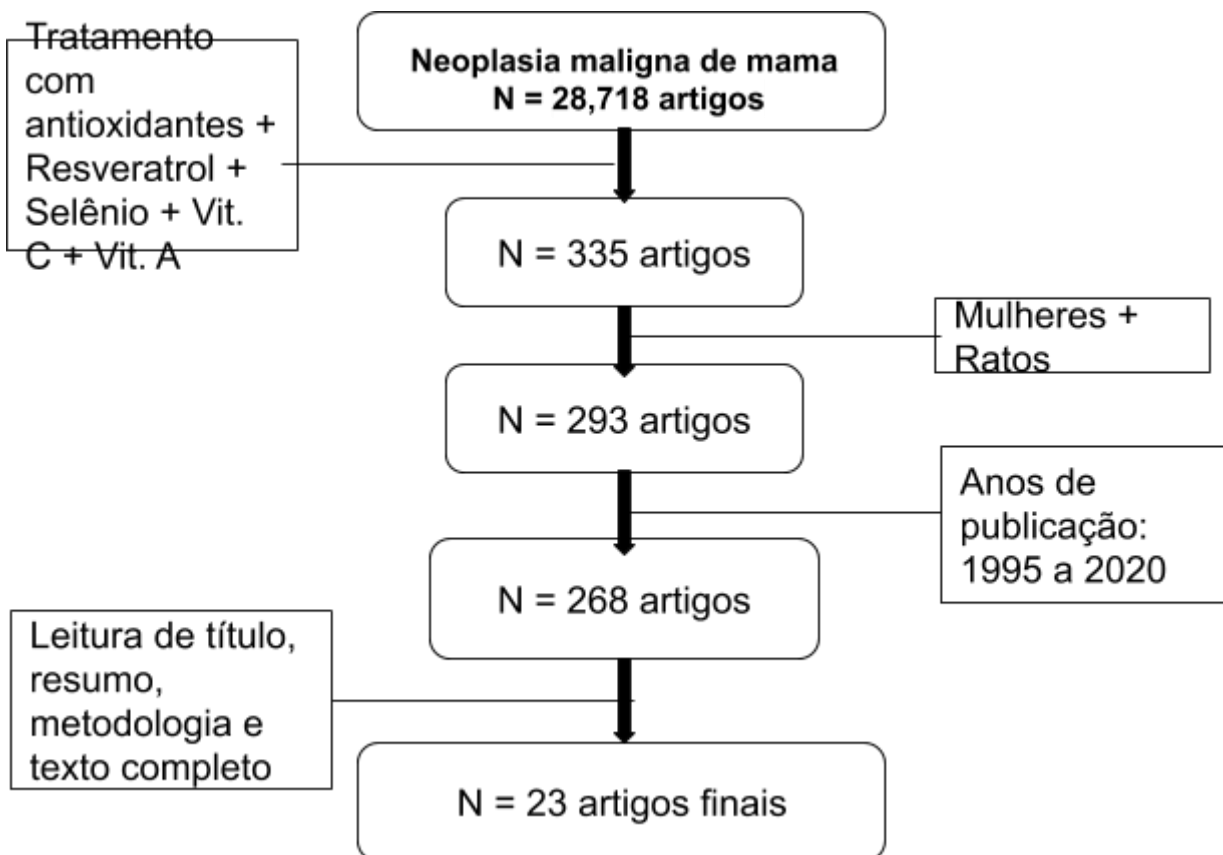 Neoplasia maligna de mama
N = 28,718 artigos
Tratamento
com
antioxidantes +
Resveratrol +
Selênio + Vit.
C + Vit. A
N = 335 artigos
Mulheres +
Ratos
N = 293 artigos
Anos de
publicação:
1995 a 2020
N = 268 artigos
Leitura de título,
resumo,
metodologia e
texto completo
N = 23 artigos finais